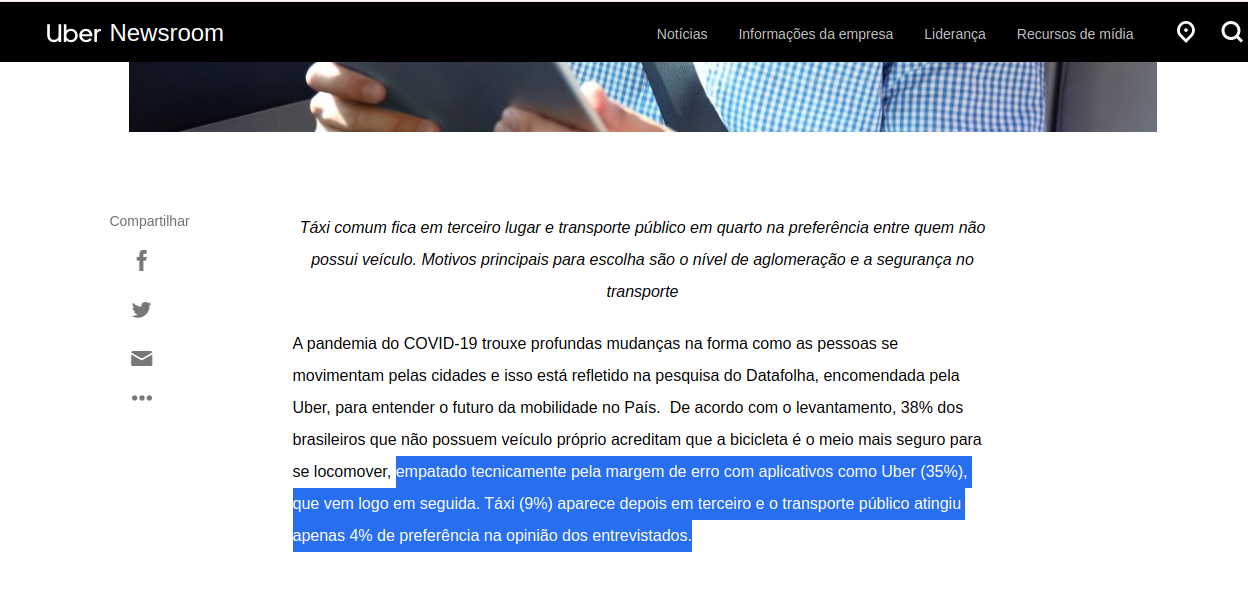 Uber Newsroom
Notícias
Informações da empresa
Liderança
Recursos de mídia
Compartilhar
Táxi comum fica em terceiro lugar e transporte público em quarto na preferência entre quem não
possui veículo. Motivos principais para escolha são o nível de aglomeração e a segurança no
transporte
A pandemia do COVID-19 trouxe profundas mudanças na forma como as pessoas se
movimentam pelas cidades e isso está refletido na pesquisa do Datafolha, encomendada pela
Uber, para entender o futuro da mobilidade no País.  De acordo com o levantamento, 38% dos
brasileiros que não possuem veículo próprio acreditam que a bicicleta é o meio mais seguro para
se locomover, empatado tecnicamente pela margem de erro com aplicativos como Uber (35%),
que vem logo em seguida. Táxi (9%) aparece depois em terceiro e o transporte público atingiu
apenas 4% de preferência na opinião dos entrevistados.